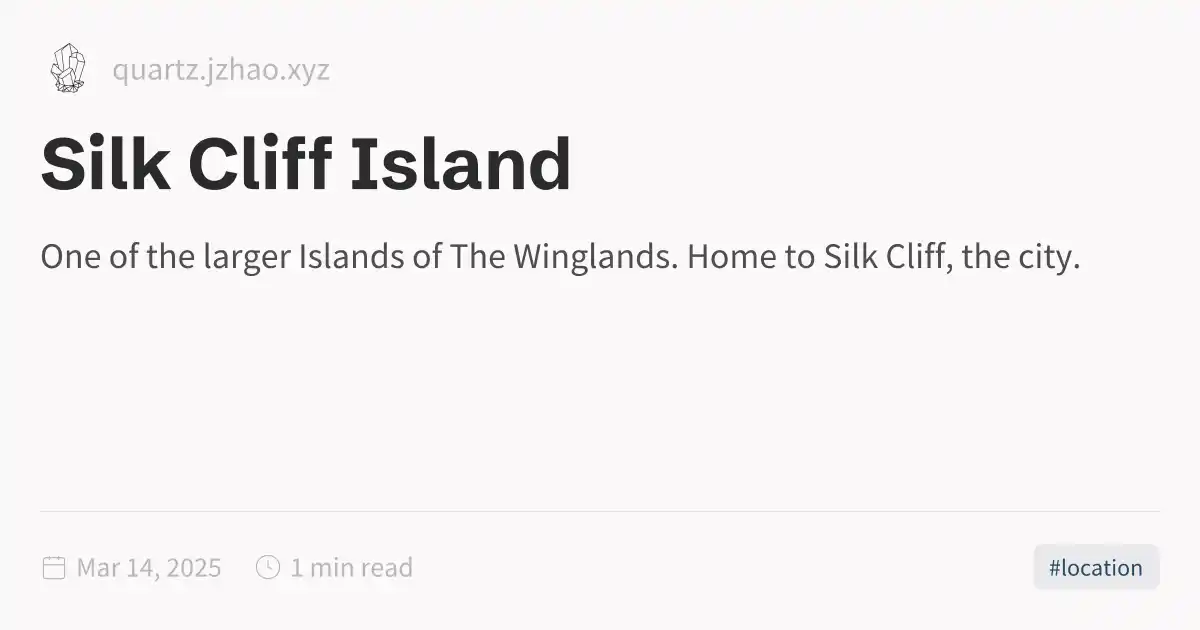 quartz.jzhao.xyz
Silk Cliff Island
One of the larger Islands of The Winglands. Home to Silk Cliff, the city.
Mar 14, 2025 1 min read #location